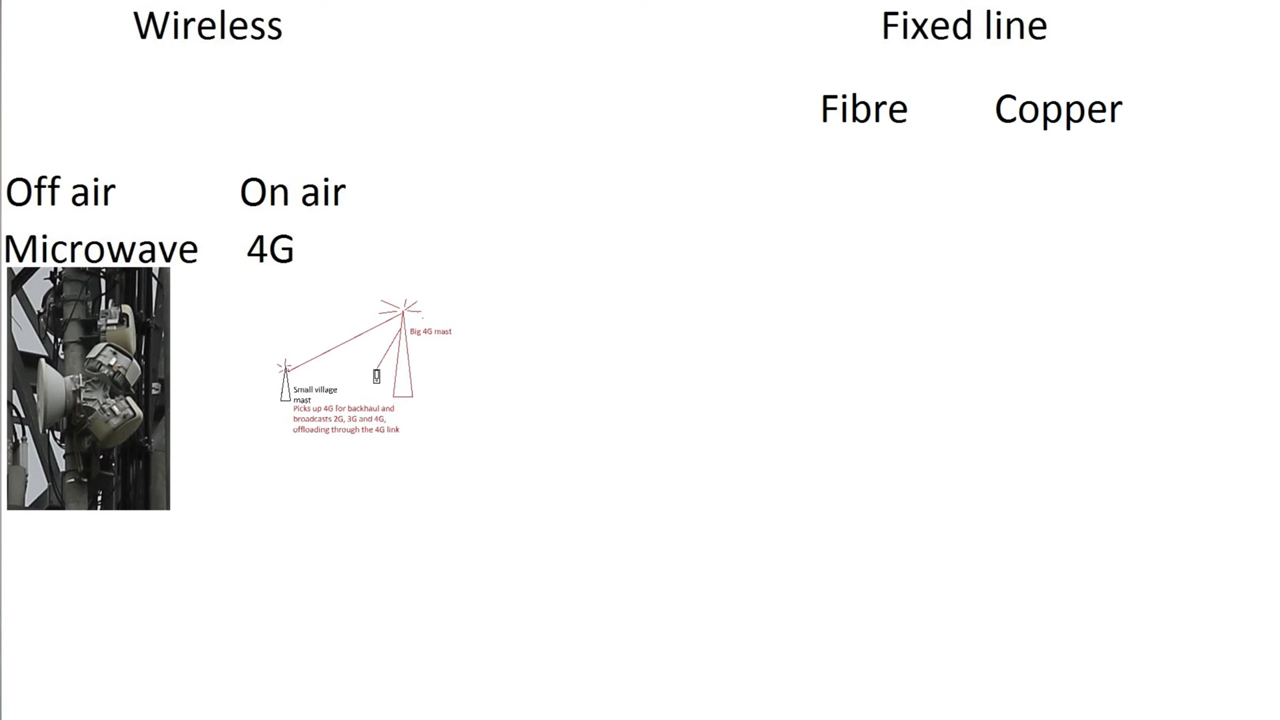 Wireless
Fixed line
Fibre
Copper
Off air
On air
Microwave
4G
Big 4G mast
Small village
mast
Picks up 4G for backhaul and
broadcasts 2G, 3G and 4G,
offloading through the 4G link